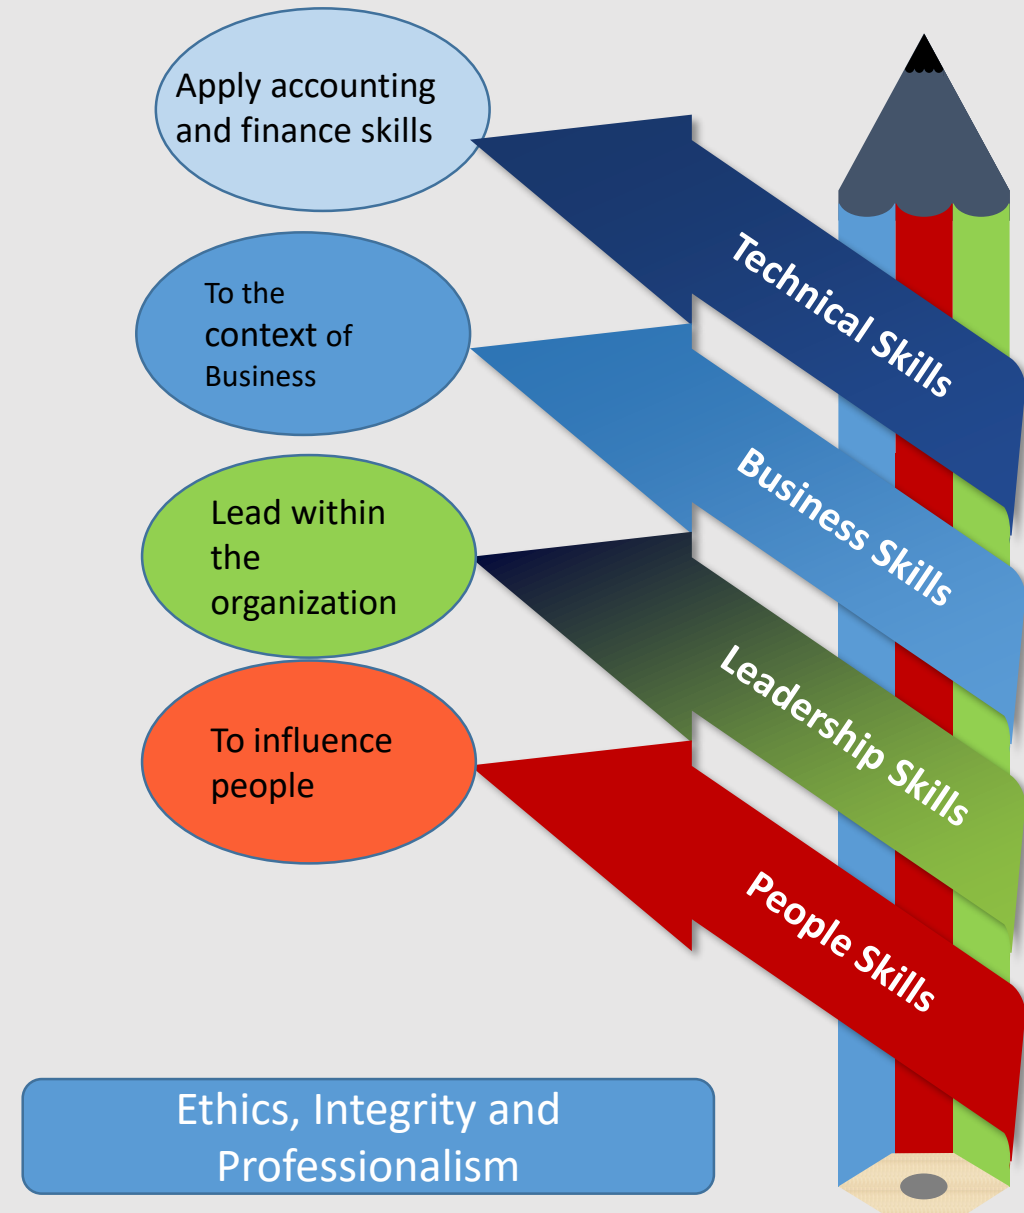 Apply accounting
and finance skills
Technical Skills
To the
context of
Business
Business Skills
Lead within
the
organization
Leadership Skills
To influence
people
People Skills
Ethics, Integrity and
Professionalism